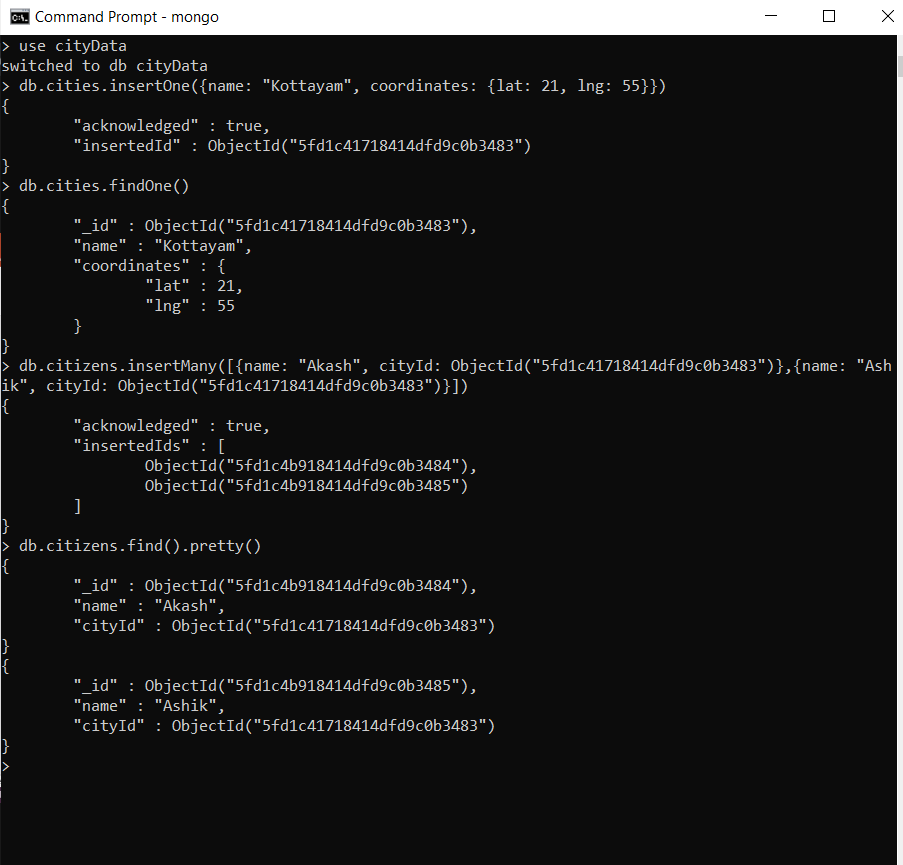 Command Prompt - mongo
> use cityData
switched to db cityData
> db.cities.insertOne({name: "Kottayam", coordinates: {lat: 21, lng: 55}})
{
        "acknowledged" : true,
        "insertedId" : ObjectId("5fd1c41718414dfd9c0b3483")
}
> db.cities.findOne()
{
        "_id" : ObjectId("5fd1c41718414dfd9c0b3483"),
        "name" : "Kottayam",
        "coordinates" : {
                "lat" : 21,
                "lng" : 55
        }
}
> db.citizens.insertMany([{name: "Akash", cityId: ObjectId("5fd1c41718414dfd9c0b3483")},{name: "Ash
ik", cityId: ObjectId("5fd1c41718414dfd9c0b3483")}])
{
        "acknowledged" : true,
        "insertedIds" : [
                ObjectId("5fd1c4b918414dfd9c0b3484"),
                ObjectId("5fd1c4b918414dfd9c0b3485")
        ]
}
> db.citizens.find().pretty()
{
        "_id" : ObjectId("5fd1c4b918414dfd9c0b3484"),
        "name" : "Akash",
        "cityId" : ObjectId("5fd1c41718414dfd9c0b3483")
}
{
        "_id" : ObjectId("5fd1c4b918414dfd9c0b3485"),
        "name" : "Ashik",
        "cityId" : ObjectId("5fd1c41718414dfd9c0b3483")
}
>